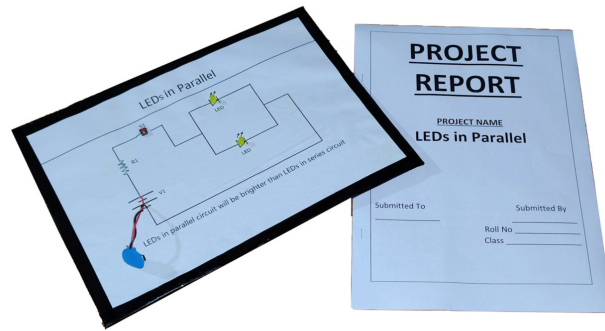 LEDs in Parallel
LED
LED
R1
V1
LEDs in parallel circuit will be brighter than LEDs in series circuit
PROJECT
REPORT
PROJECT NAME
LEDs in Parallel
Submitted To
Submitted By
Roll No
Class